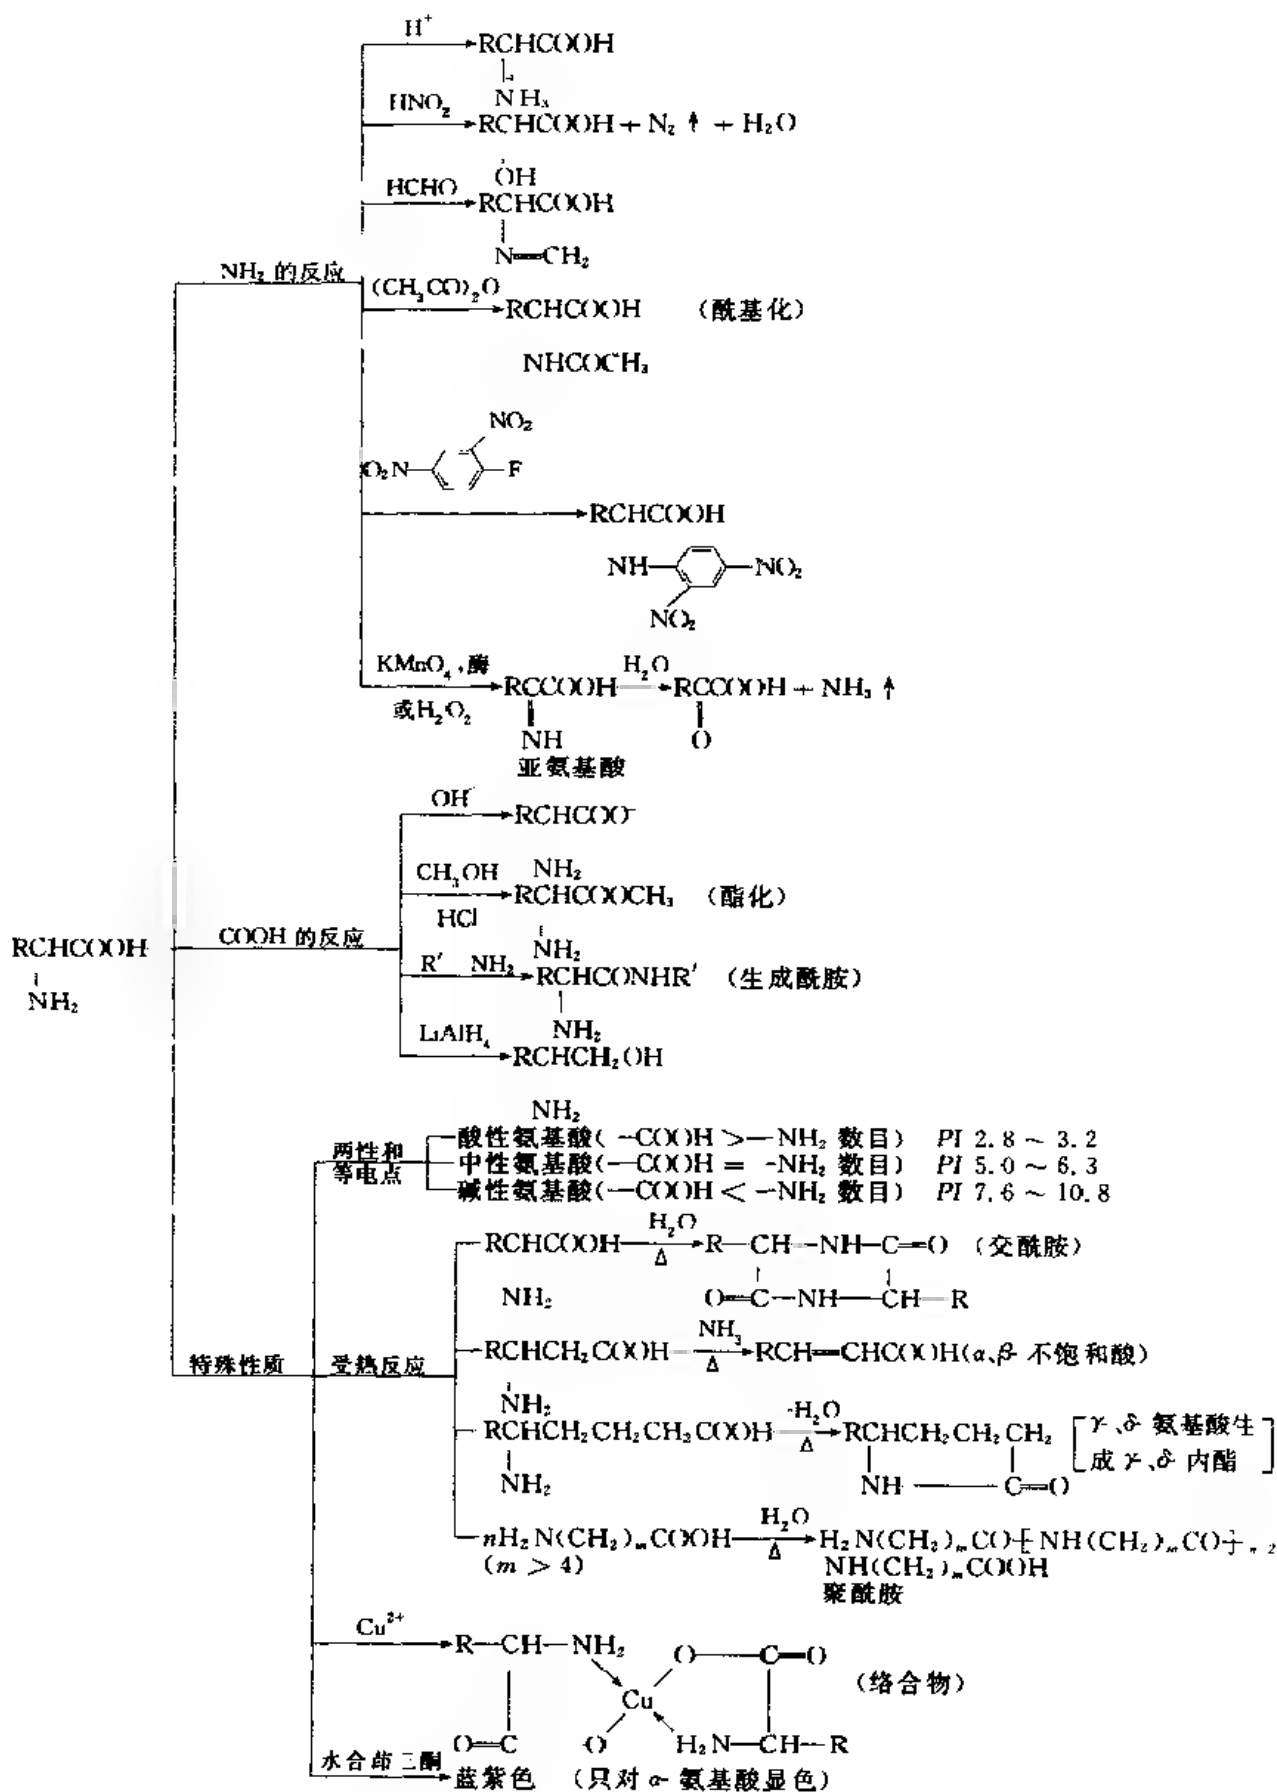 H⁺
RCHCOOH
NH₃
HNO₂
RCHCOOH + N₂ ↑ + H₂O
OH
HCHO
RCHCOOH
N=CH₂
NH₂ 的反应
(CH₃CO)₂O
RCHCOOH （酰基化）
NHCOCH₃
NO₂
O₂N F
RCHCOOH
NH NO₂
NO₂
KMnO₄，酶
或H₂O₂
RCCOOH H₂O RCCOOH + NH₃ ↑
NH O
亚氨基酸
OH⁻
RCHCOO⁻
NH₂
CH₃OH
HCl
RCHCOOCH₃ （酯化）
NH₂
RCHCOOH
NH₂
COOH 的反应
R′ NH₂ RCHCONHR′ （生成酰胺）
NH₂
LiAlH₄
RCHCH₂OH
NH₂
两性和
等电点
酸性氨基酸(—COOH >—NH₂ 数目) PI 2.8 ~ 3.2
中性氨基酸(—COOH = -NH₂ 数目) PI 5.0 ~ 6.3
碱性氨基酸(—COOH < —NH₂ 数目) PI 7.6 ~ 10.8
RCHCOOH H₂O Δ R—CH—NH—C=O （交酰胺）
NH₂ O=C—NH—CH—R
特殊性质
受热反应
RCHCH₂COOH NH₃ Δ RCH=CHCOOH(α、β- 不饱和酸)
NH₂
RCHCH₂CH₂CH₂COOH -H₂O Δ RCHCH₂CH₂CH₂
NH₂ NH C=O
[γ、δ- 氨基酸生
成 γ、δ- 内酯]
nH₂N(CH₂)ₘCOOH H₂O Δ H₂N(CH₂)ₘCO[NH(CH₂)ₘCO]
(m > 4) NH(CH₂)ₘCOOH
聚酰胺
Cu²⁺
R—CH—NH₂ O—C=O
Cu （络合物）
O=C O H₂N—CH—R
水合茚三酮
蓝紫色 （只对 α- 氨基酸显色）